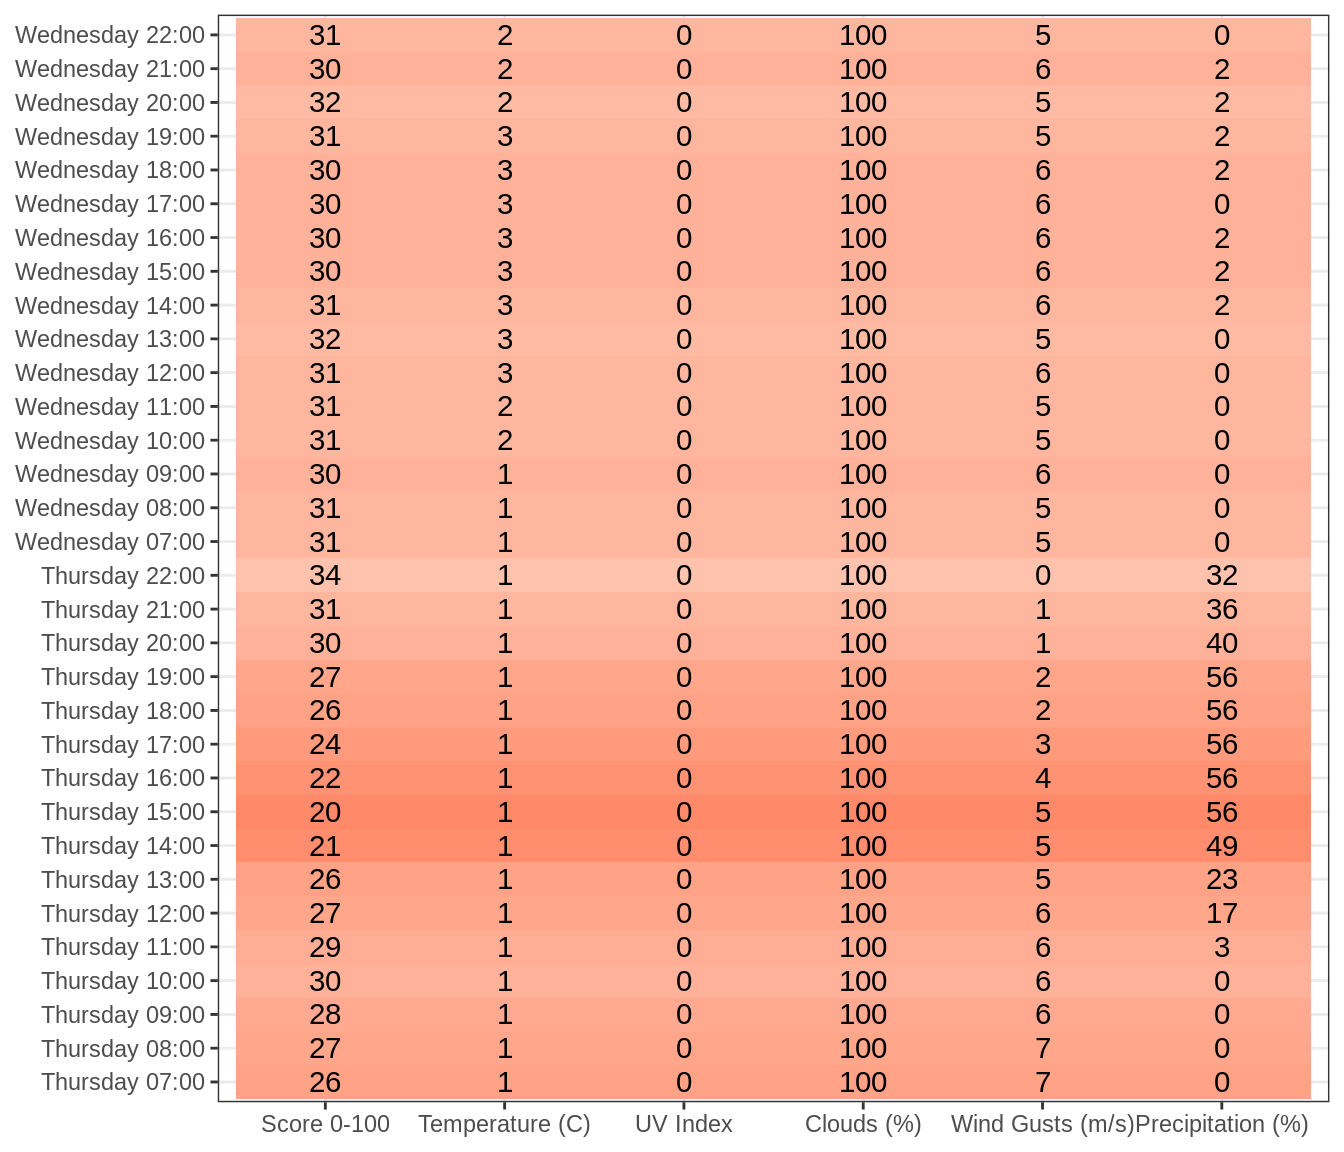 Wednesday 22:00 31 2 0 100 5 0
Wednesday 21:00 30 2 0 100 6 2
Wednesday 20:00 32 2 0 100 5 2
Wednesday 19:00 31 3 0 100 5 2
Wednesday 18:00 30 3 0 100 6 2
Wednesday 17:00 30 3 0 100 6 0
Wednesday 16:00 30 3 0 100 6 2
Wednesday 15:00 30 3 0 100 6 2
Wednesday 14:00 31 3 0 100 6 2
Wednesday 13:00 32 3 0 100 5 0
Wednesday 12:00 31 3 0 100 6 0
Wednesday 11:00 31 2 0 100 5 0
Wednesday 10:00 31 2 0 100 5 0
Wednesday 09:00 30 1 0 100 6 0
Wednesday 08:00 31 1 0 100 5 0
Wednesday 07:00 31 1 0 100 5 0
Thursday 22:00 34 1 0 100 0 32
Thursday 21:00 31 1 0 100 1 36
Thursday 20:00 30 1 0 100 1 40
Thursday 19:00 27 1 0 100 2 56
Thursday 18:00 26 1 0 100 2 56
Thursday 17:00 24 1 0 100 3 56
Thursday 16:00 22 1 0 100 4 56
Thursday 15:00 20 1 0 100 5 56
Thursday 14:00 21 1 0 100 5 49
Thursday 13:00 26 1 0 100 5 23
Thursday 12:00 27 1 0 100 6 17
Thursday 11:00 29 1 0 100 6 3
Thursday 10:00 30 1 0 100 6 0
Thursday 09:00 28 1 0 100 6 0
Thursday 08:00 27 1 0 100 7 0
Thursday 07:00 26 1 0 100 7 0
Score 0-100 Temperature (C) UV Index Clouds (%) Wind Gusts (m/s) Precipitation (%)